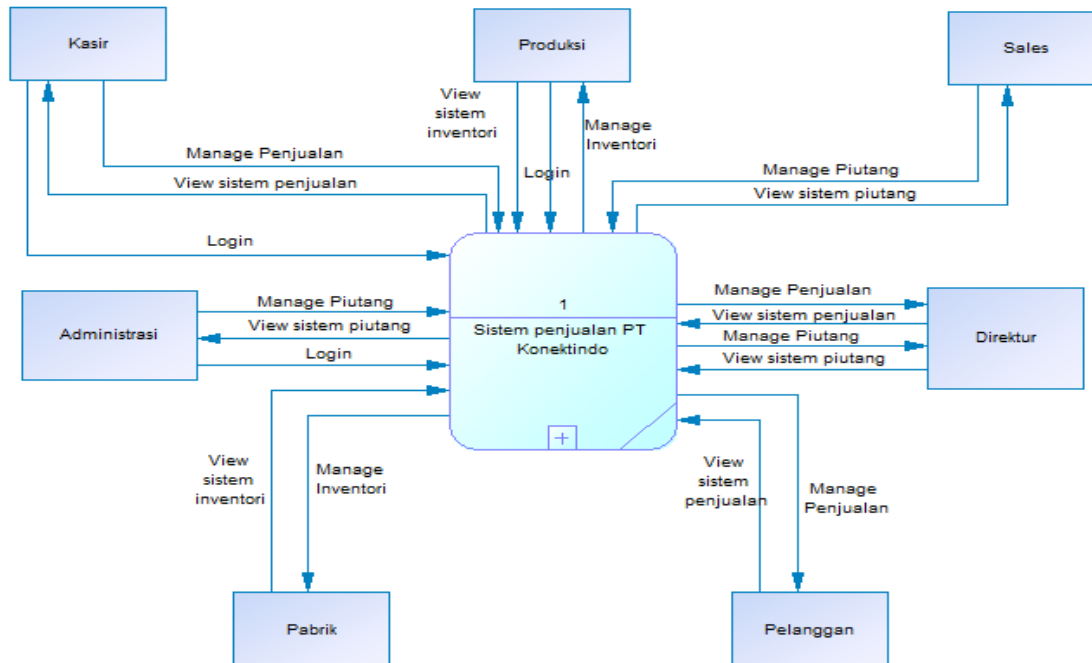 Kasir
Produksi
Sales
View
sistem
inventori
Login
Manage
Inventori
Manage Penjualan
View sistem penjualan
Login
Manage Piutang
View sistem piutang
Administrasi
Manage Piutang
View sistem piutang
Login
1
Sistem penjualan PT
Konektindo
Manage Penjualan
View sistem penjualan
Manage Piutang
View sistem piutang
Direktur
View
sistem
inventori
Manage
Inventori
View
sistem
penjualan
Manage
Penjualan
Pabrik
Pelanggan